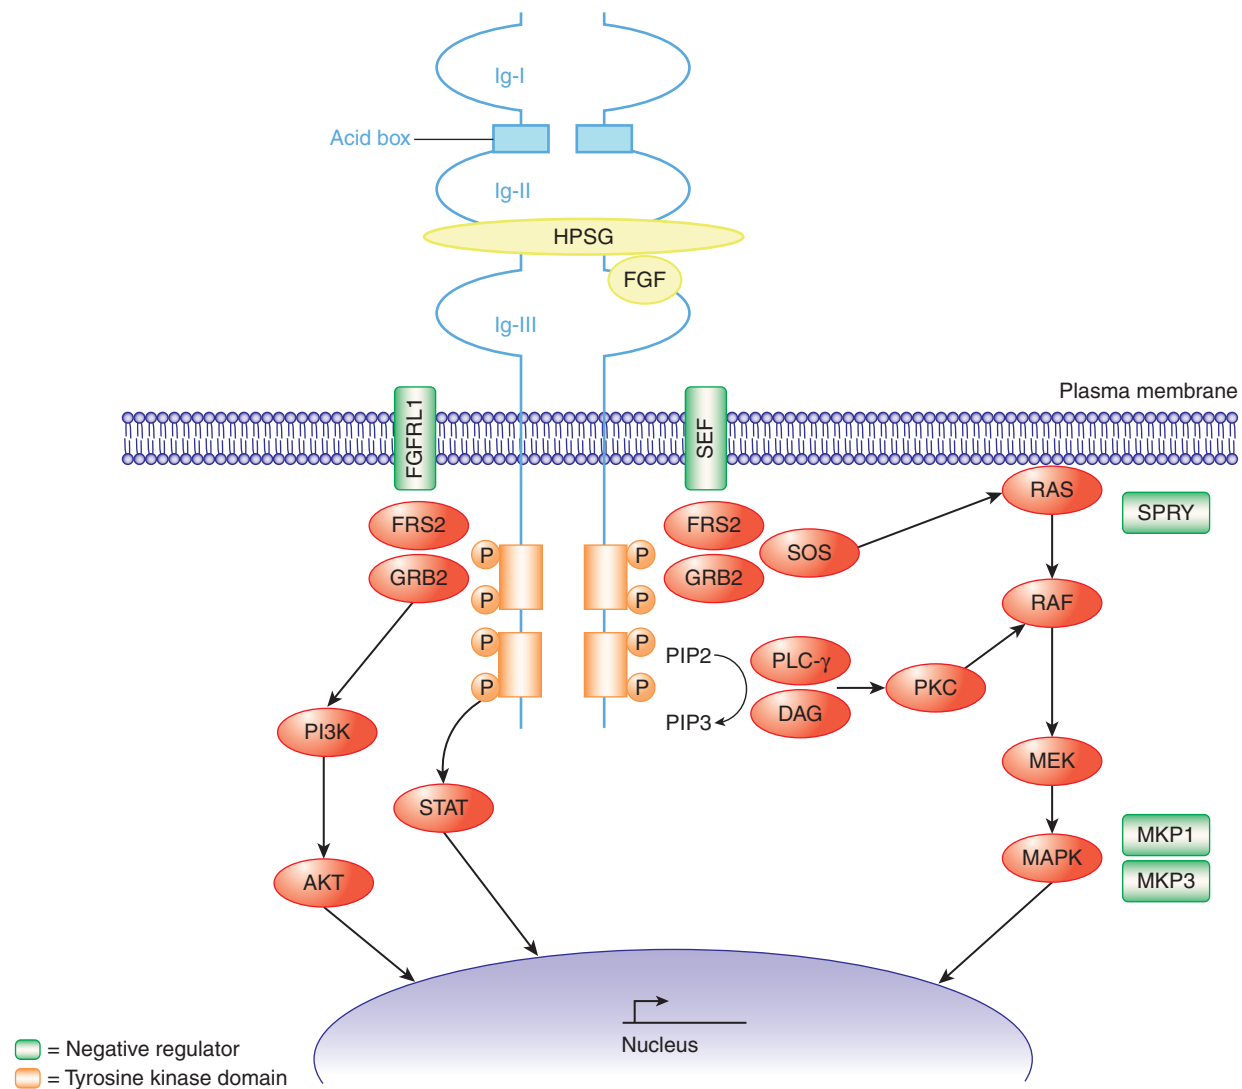 Ig-I
Acid box
Ig-II
HPSG
FGF
Ig-III
Plasma membrane
FGFRL1
SEF
RAS
SPRY
FRS2
FRS2
SOS
GRB2
P
P
GRB2
P
P
RAF
P
P
PIP2
PLC-γ
P
P
PKC
DAG
PIP3
PI3K
MEK
STAT
MKP1
MAPK
MKP3
AKT
Nucleus
= Negative regulator
= Tyrosine kinase domain